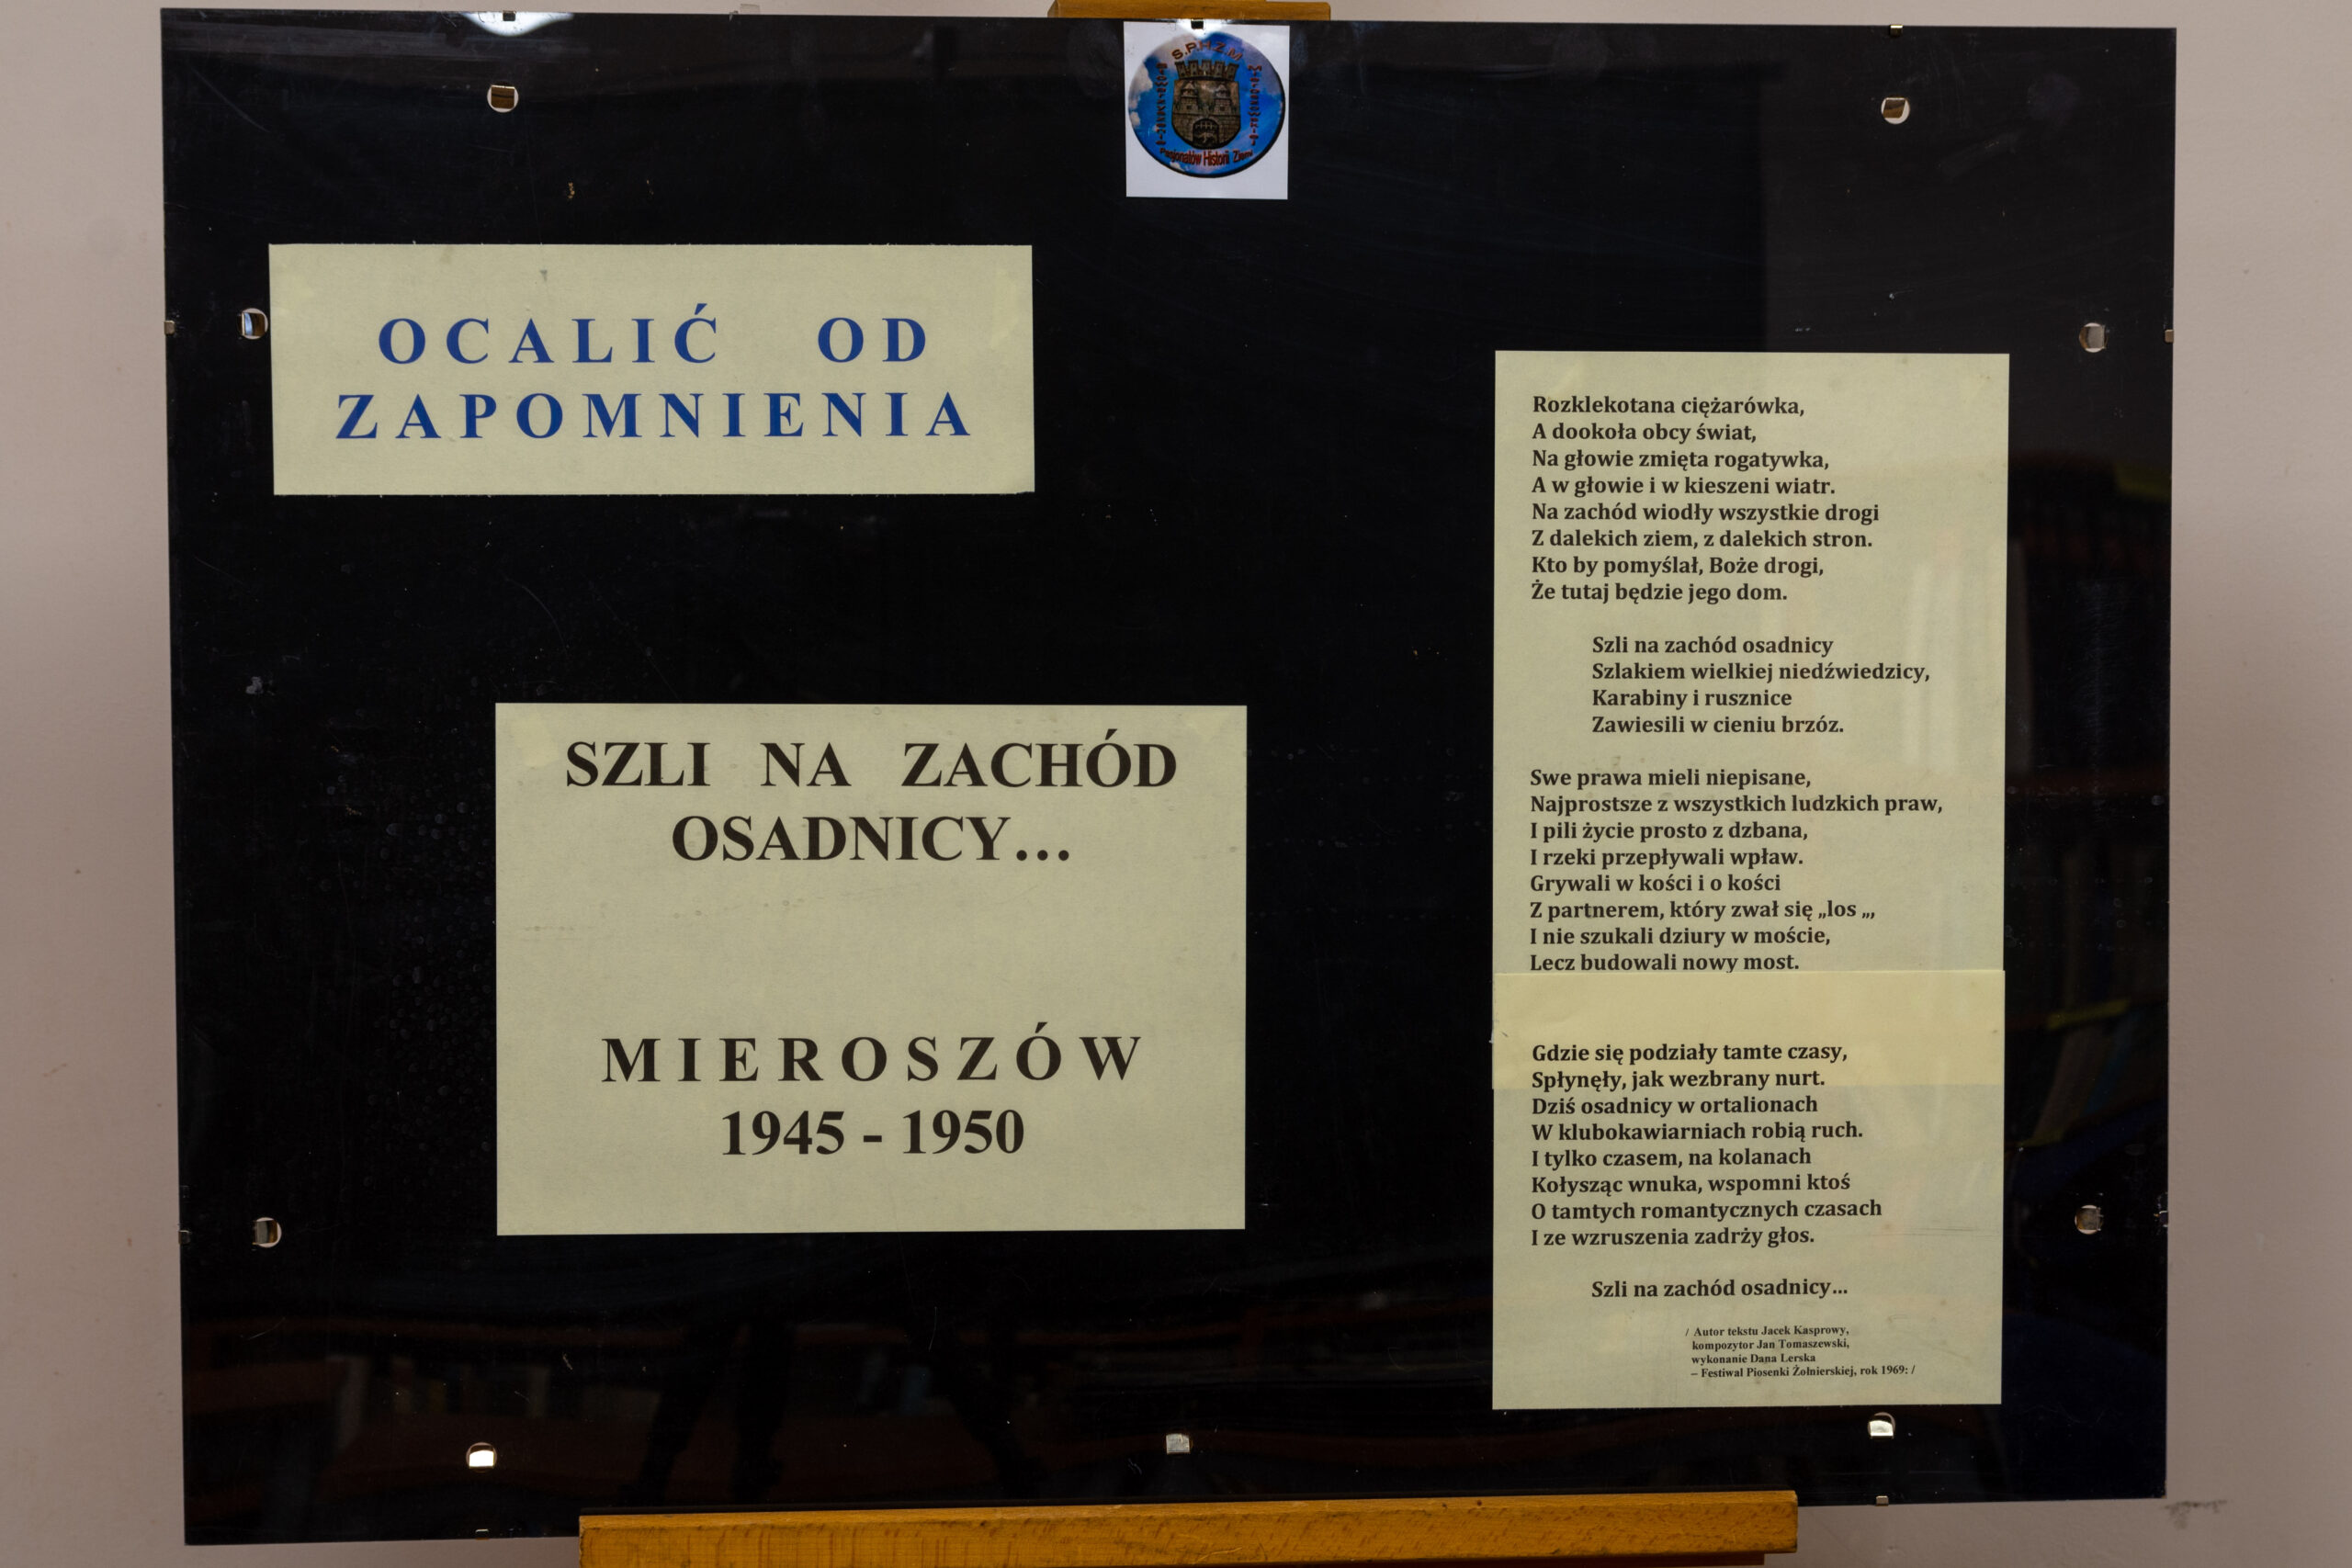 S.P.H.Z.M
Pasjonatów Historii Ziemi
OCALIĆ OD
ZAPOMNIENIA
SZLI NA ZACHÓD
OSADNICY...
MIEROSZÓW
1945 - 1950
Rozklekotana ciężarówka,
A dookoła obcy świat,
Na głowie zmięta rogatywka,
A w głowie i w kieszeni wiatr.
Na zachód wiodły wszystkie drogi
Z dalekich ziem, z dalekich stron.
Kto by pomyślał, Boże drogi,
Że tutaj będzie jego dom.
Szli na zachód osadnicy
Szlakiem wielkiej niedźwiedzicy,
Karabiny i rusznice
Zawiesili w cieniu brzóz.
Swe prawa mieli niepisane,
Najprostsze z wszystkich ludzkich praw,
I pili życie prosto z dzbana,
I rzeki przepływali wpław.
Grywali w kości i o kości
Z partnerem, który zwał się „los „,
I nie szukali dziury w moście,
Lecz budowali nowy most.
Gdzie się podziały tamte czasy,
Spłynęły, jak wezbrany nurt.
Dziś osadnicy w ortalionach
W klubokawiarniach robią ruch.
I tylko czasem, na kolanach
Kołysząc wnuka, wspomni ktoś
O tamtych romantycznych czasach
I ze wzruszenia zadrży głos.
Szli na zachód osadnicy...
/ Autor tekstu Jacek Kasprowy,
kompozytor Jan Tomaszewski,
wykonanie Dana Lerska
– Festiwal Piosenki Żołnierskiej, rok 1969: /